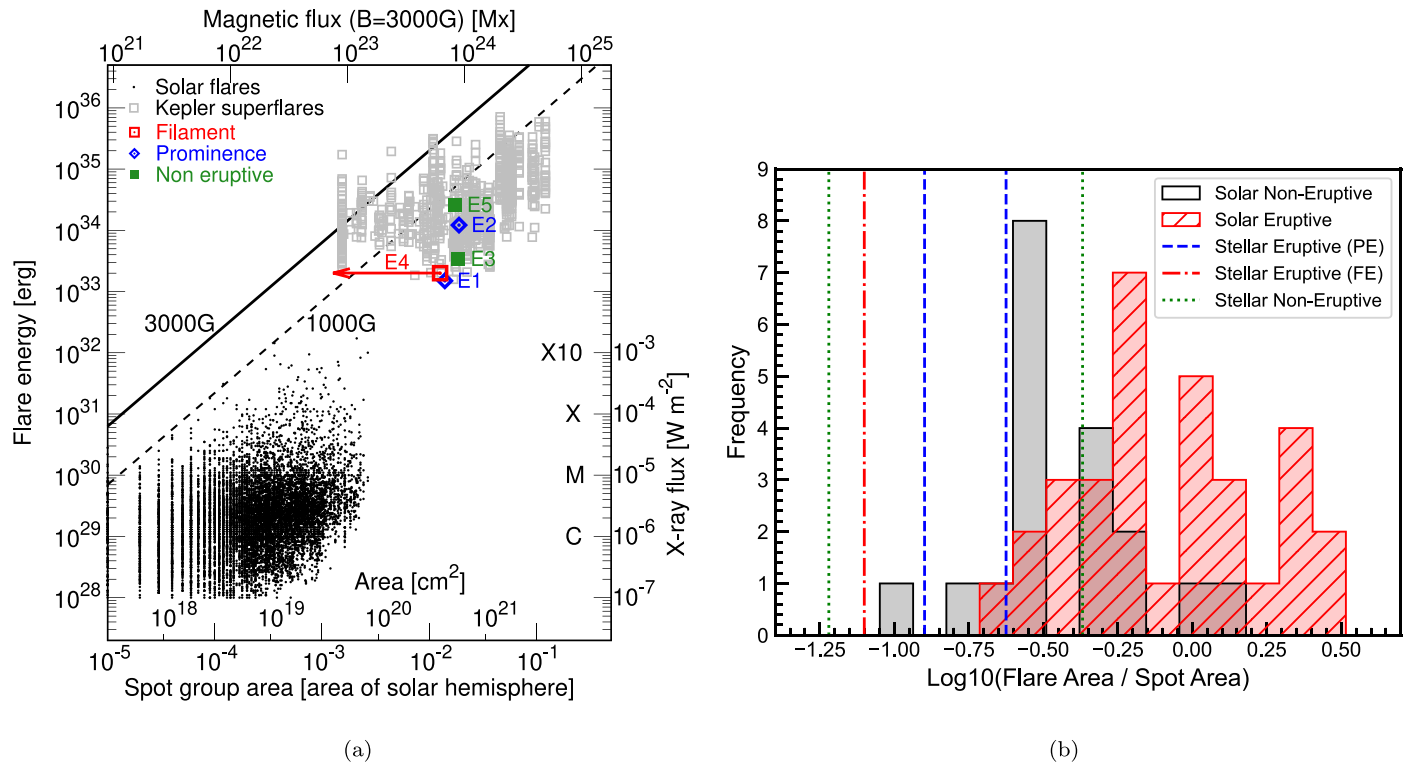 Magnetic flux (B=3000G) [Mx]
10^21 10^22 10^23 10^24 10^25
Solar flares
Kepler superflares
Filament
Prominence
Non eruptive
10^36
10^35
10^34
10^33
10^32
10^31
10^30
10^29
10^28
Flare energy [erg]
E5
E2
E4
E3
E1
3000G
1000G
X10
X
M
C
10^-3
10^-4
10^-5
10^-6
10^-7
X-ray flux [W m^-2]
Area [cm^2]
10^18 10^19 10^20 10^21
10^-5 10^-4 10^-3 10^-2 10^-1
Spot group area [area of solar hemisphere]
(a)
9
8
7
6
5
4
3
2
1
0
Frequency
Solar Non-Eruptive
Solar Eruptive
Stellar Eruptive (PE)
Stellar Eruptive (FE)
Stellar Non-Eruptive
−1.25 −1.00 −0.75 −0.50 −0.25 0.00 0.25 0.50
Log10(Flare Area / Spot Area)
(b)